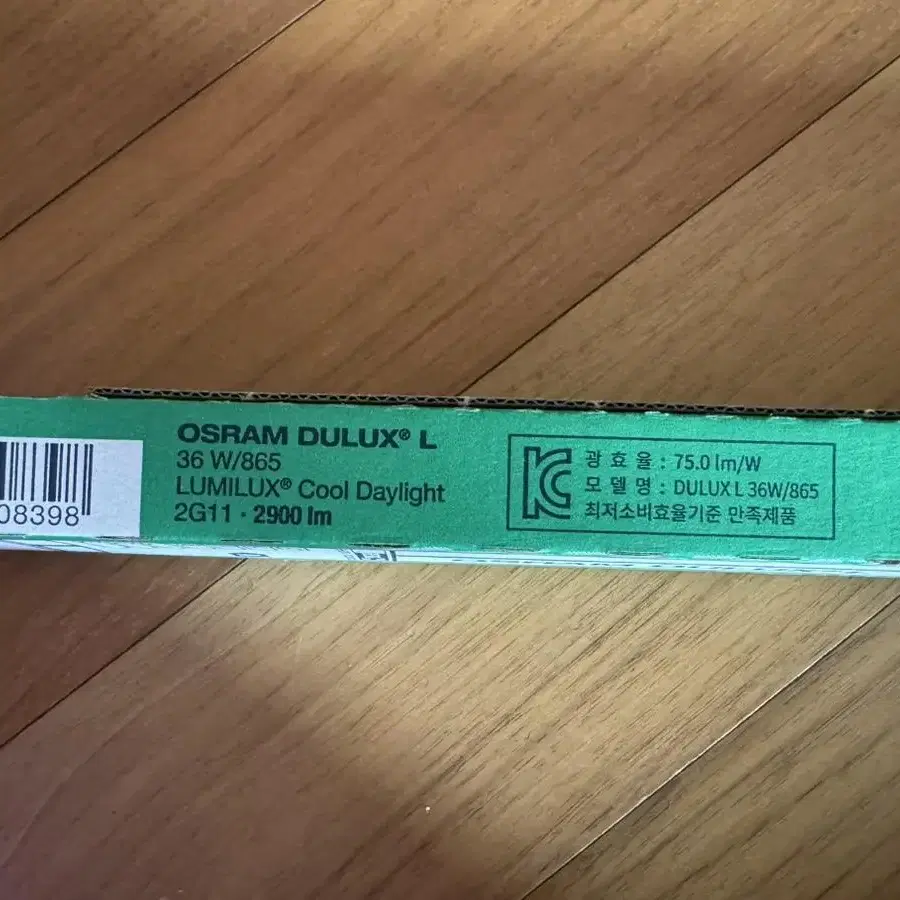 08398
OSRAM DULUX® L
36 W/865
LUMILUX® Cool Daylight
2G11 · 2900 lm
광 효 율 : 75.0 lm/W
모 델 명 : DULUX L 36W/865
최저소비효율기준 만족제품